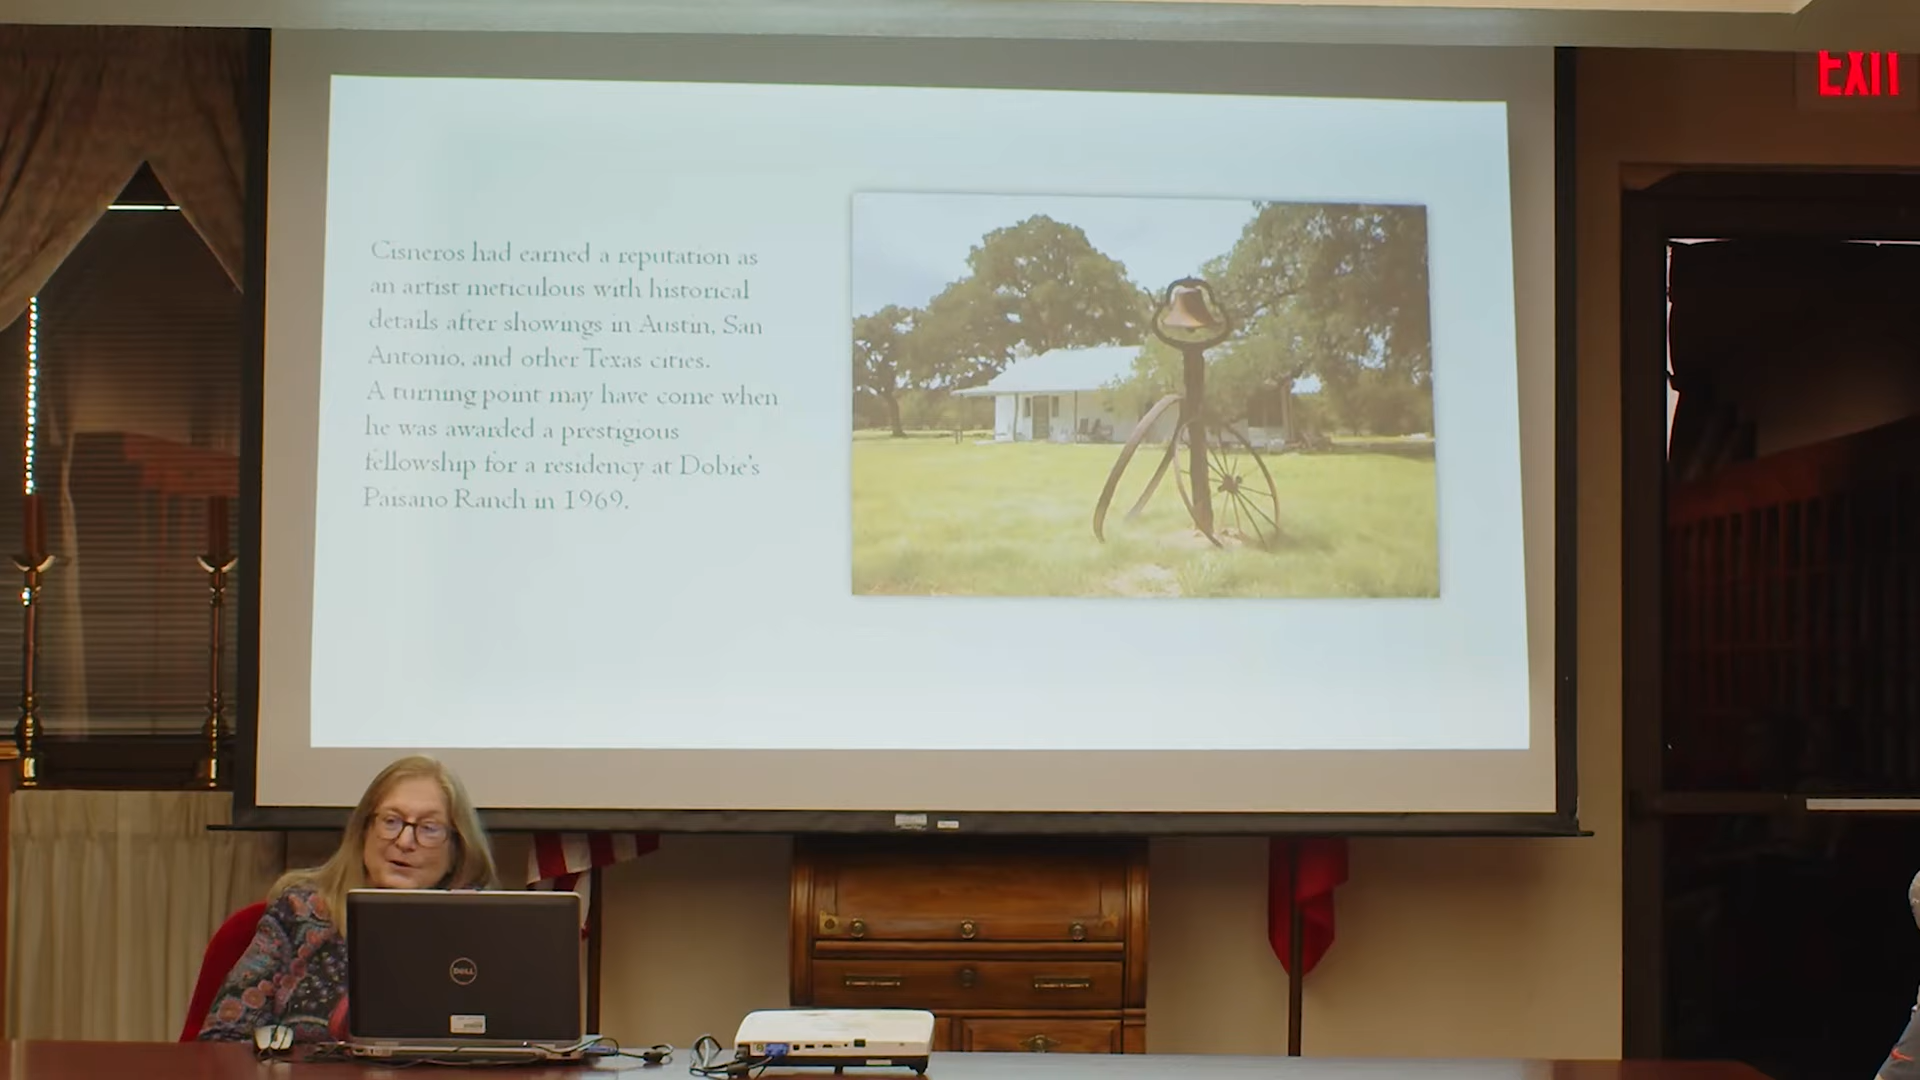 EXIT
Cisneros had earned a reputation as
an artist meticulous with historical
details after showings in Austin, San
Antonio, and other Texas cities.
A turning point may have come when
he was awarded a prestigious
fellowship for a residency at Dobie's
Paisano Ranch in 1969.
DELL